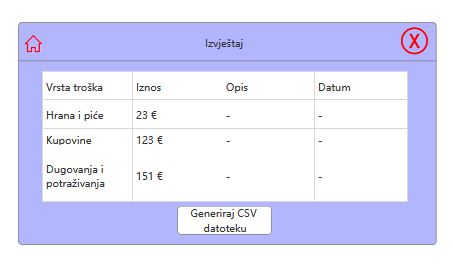 Izvještaj
X
Vrsta troška Iznos Opis Datum
Hrana i piće 23 € - -
Kupovine 123 € - -
Dugovanja i
potraživanja 151 € - -
Generiraj CSV
datoteku